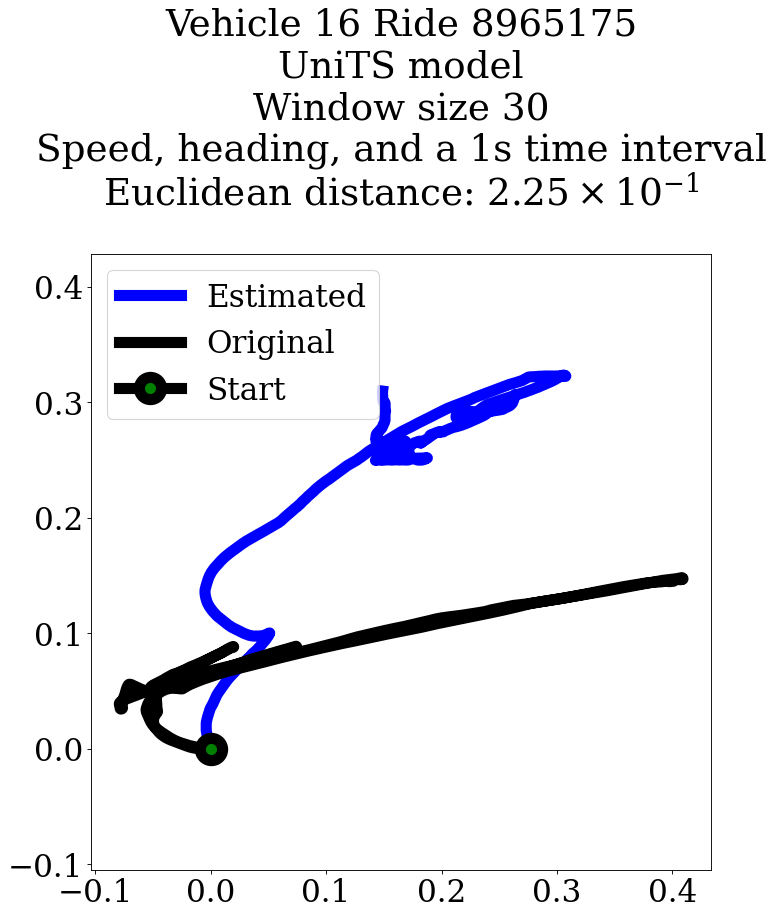 Vehicle 16 Ride 8965175
UniTS model
Window size 30
Speed, heading, and a 1s time interval
Euclidean distance: 2.25 × 10⁻¹
Estimated
Original
Start
0.4
0.3
0.2
0.1
0.0
−0.1
−0.1 0.0 0.1 0.2 0.3 0.4